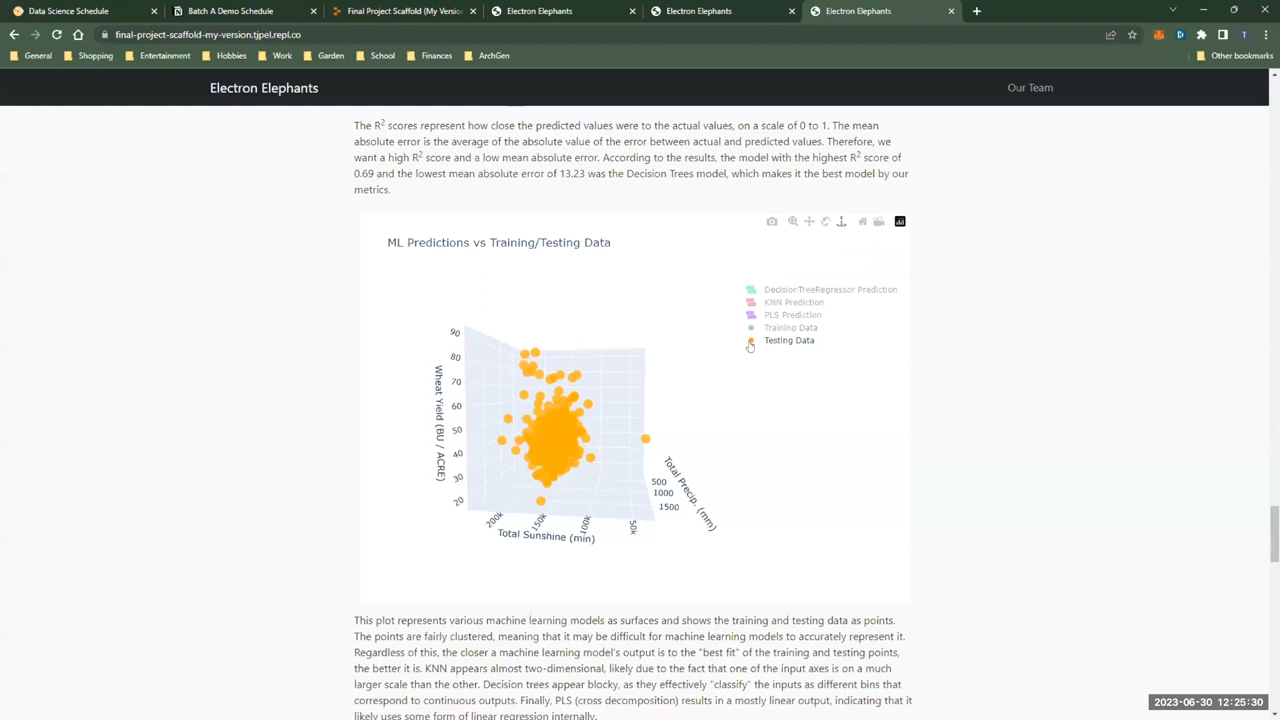 Data Science Schedule
Batch A Demo Schedule
Final Project Scaffold (My Versio
Electron Elephants
Electron Elephants
Electron Elephants
final-project-scaffold-my-version.tjpel.repl.co
General
Shopping
Entertainment
Hobbies
Work
Garden
School
Finances
ArchGen
Other bookmarks
Electron Elephants
Our Team
The R² scores represent how close the predicted values were to the actual values, on a scale of 0 to 1. The mean
absolute error is the average of the absolute value of the error between actual and predicted values. Therefore, we
want a high R² score and a low mean absolute error. According to the results, the model with the highest R² score of
0.69 and the lowest mean absolute error of 13.23 was the Decision Trees model, which makes it the best model by our
metrics.
ML Predictions vs Training/Testing Data
DecisionTreeRegressor Prediction
KNN Prediction
PLS Prediction
Training Data
Testing Data
90
80
70
60
50
40
30
20
Wheat Yield (BU / ACRE)
200k
150k
100k
50k
Total Sunshine (min)
500
1000
1500
Total Precip. (mm)
This plot represents various machine learning models as surfaces and shows the training and testing data as points.
The points are fairly clustered, meaning that it may be difficult for machine learning models to accurately represent it.
Regardless of this, the closer a machine learning model's output is to the "best fit" of the training and testing points,
the better it is. KNN appears almost two-dimensional, likely due to the fact that one of the input axes is on a much
larger scale than the other. Decision trees appear blocky, as they effectively "classify" the inputs as different bins that
correspond to continuous outputs. Finally, PLS (cross decomposition) results in a mostly linear output, indicating that it
likely uses some form of linear regression internally.
2023-06-30 12:25:30